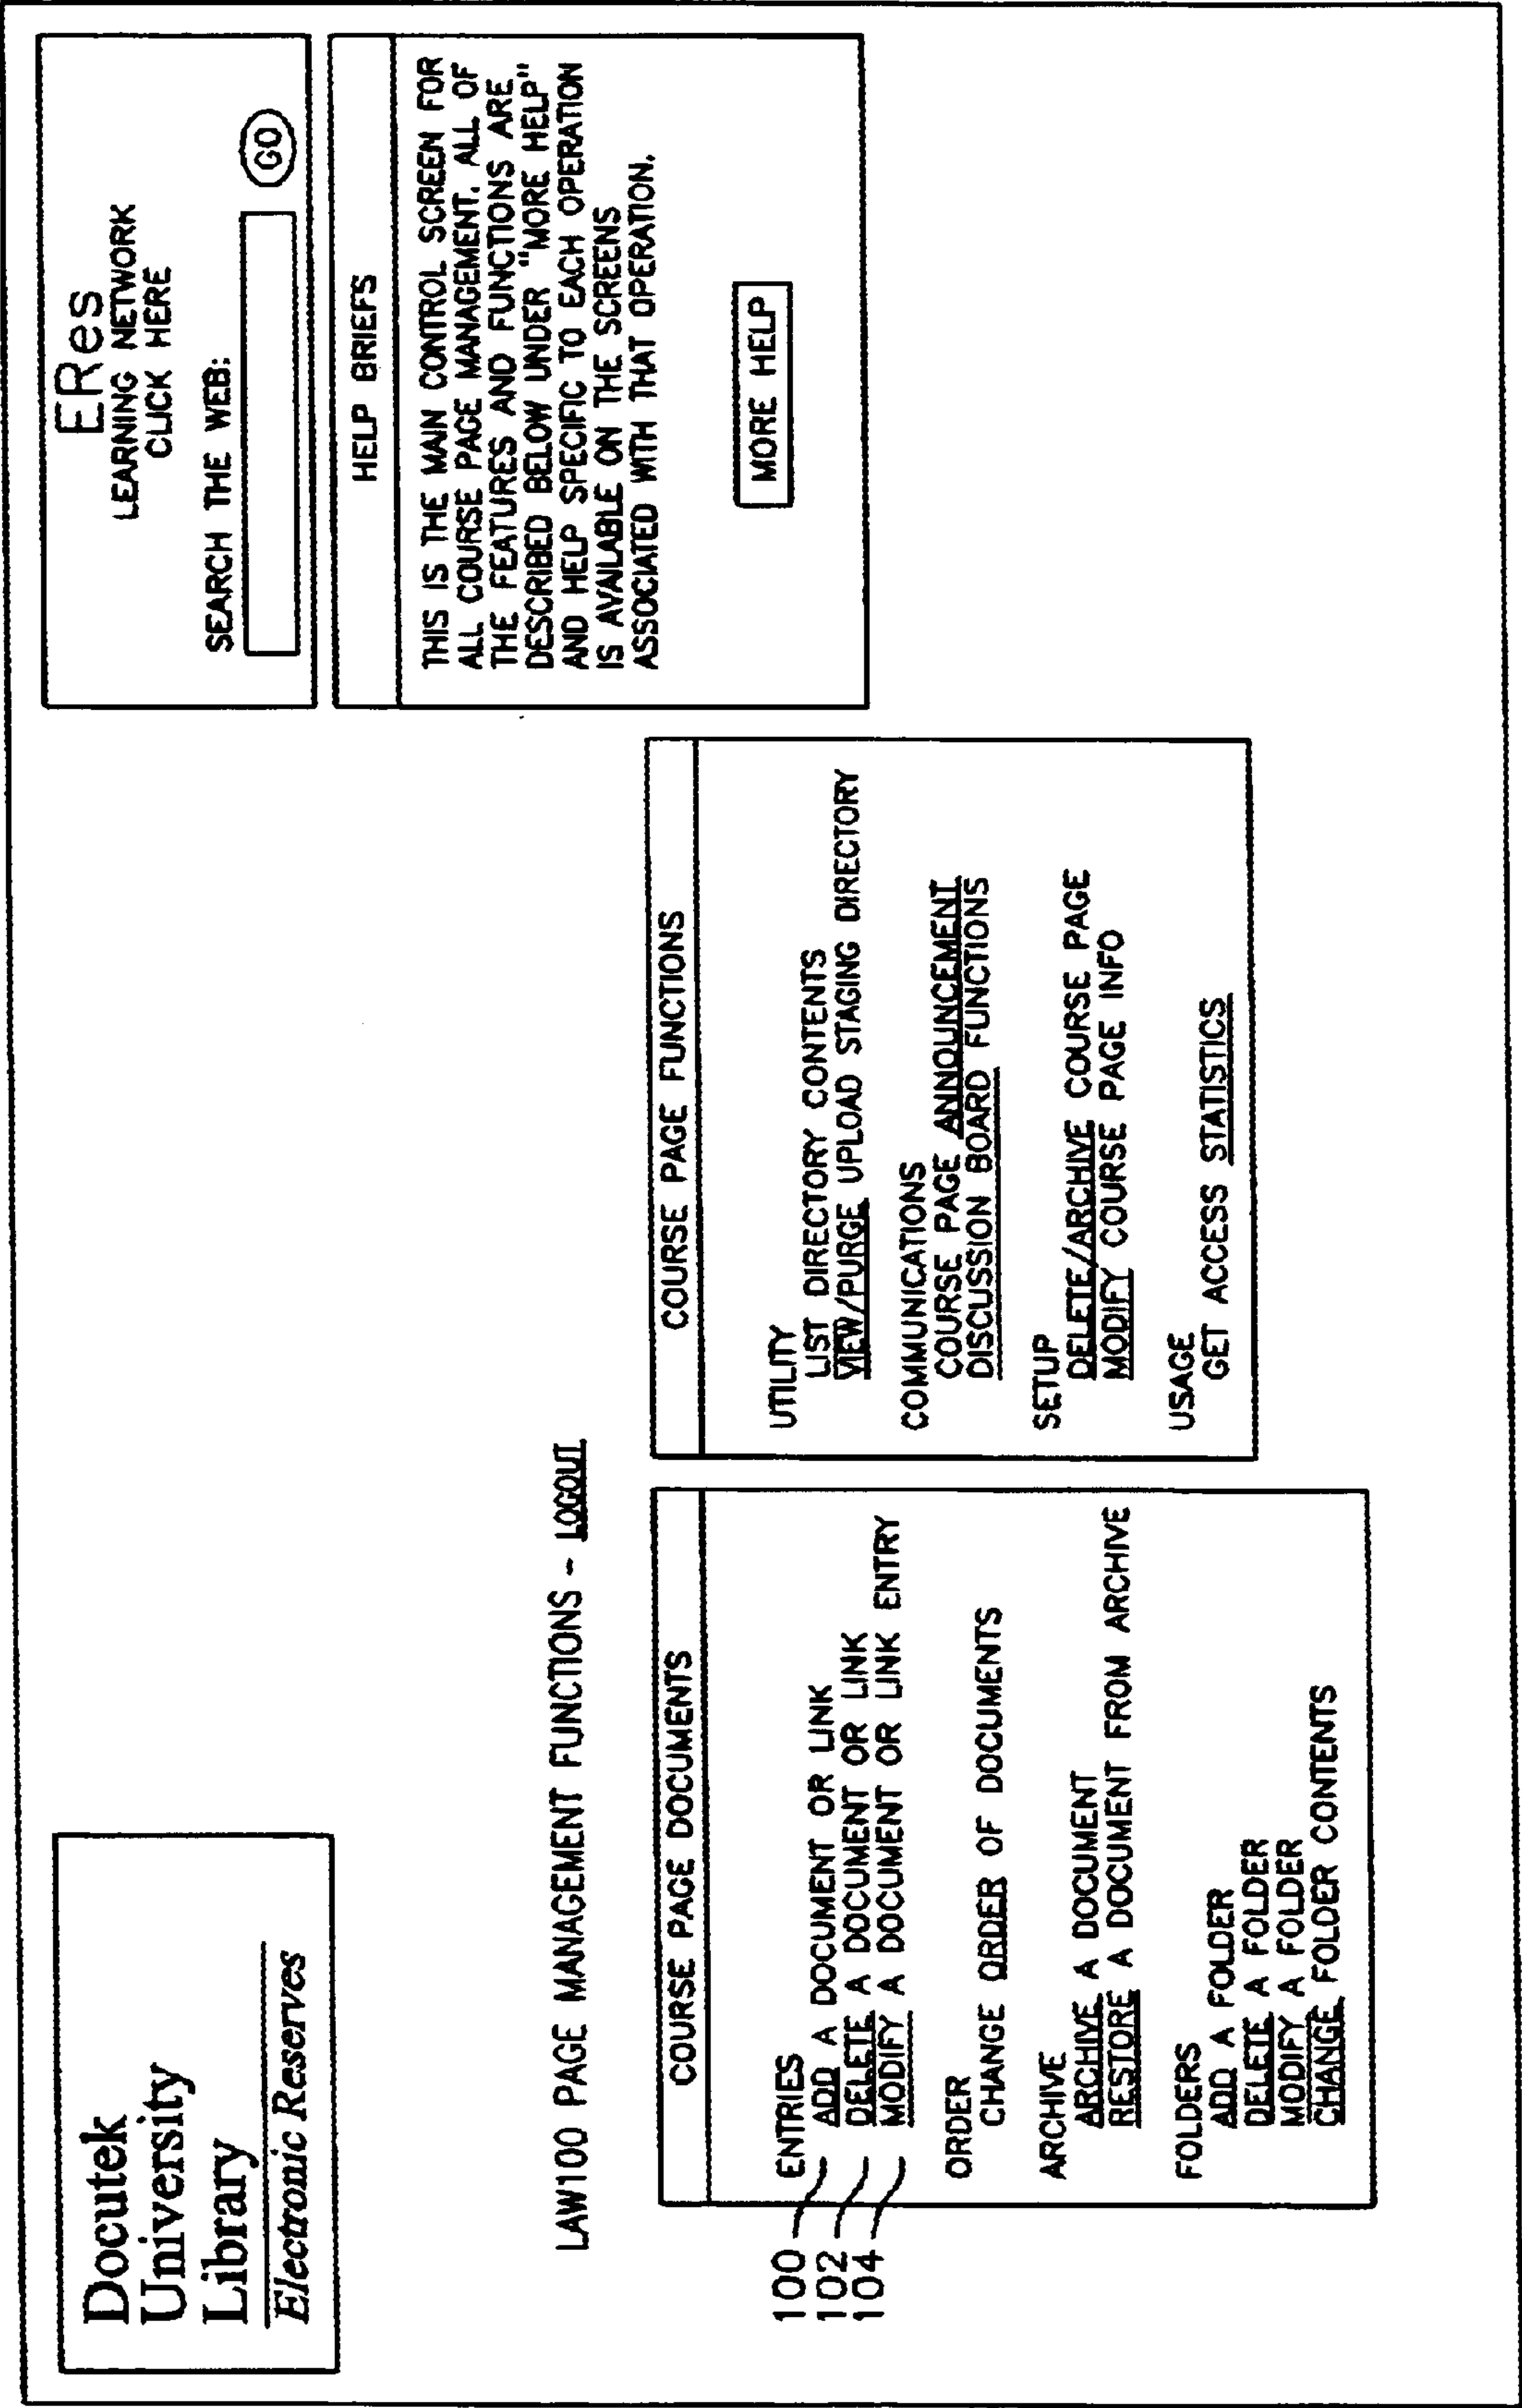 Docutek
University
Library
Electronic Reserves
ERes
LEARNING NETWORK
CLICK HERE
SEARCH THE WEB:
GO
HELP BRIEFS
THIS IS THE MAIN CONTROL SCREEN FOR
ALL COURSE PAGE MANAGEMENT. ALL OF
THE FEATURES AND FUNCTIONS ARE
DESCRIBED BELOW UNDER "MORE HELP"
AND HELP SPECIFIC TO EACH OPERATION
IS AVAILABLE ON THE SCREENS
ASSOCIATED WITH THAT OPERATION.
MORE HELP
LAW100 PAGE MANAGEMENT FUNCTIONS - LOGOUT
COURSE PAGE DOCUMENTS
ENTRIES
100 ADD A DOCUMENT OR LINK
102 DELETE A DOCUMENT OR LINK
104 MODIFY A DOCUMENT OR LINK ENTRY
ORDER
CHANGE ORDER OF DOCUMENTS
ARCHIVE
ARCHIVE A DOCUMENT
RESTORE A DOCUMENT FROM ARCHIVE
FOLDERS
ADD A FOLDER
DELETE A FOLDER
MODIFY A FOLDER
CHANGE FOLDER CONTENTS
COURSE PAGE FUNCTIONS
UTILITY
LIST DIRECTORY CONTENTS
VIEW/PURGE UPLOAD STAGING DIRECTORY
COMMUNICATIONS
COURSE PAGE ANNOUNCEMENT
DISCUSSION BOARD FUNCTIONS
SETUP
DELETE/ARCHIVE COURSE PAGE
MODIFY COURSE PAGE INFO
USAGE
GET ACCESS STATISTICS